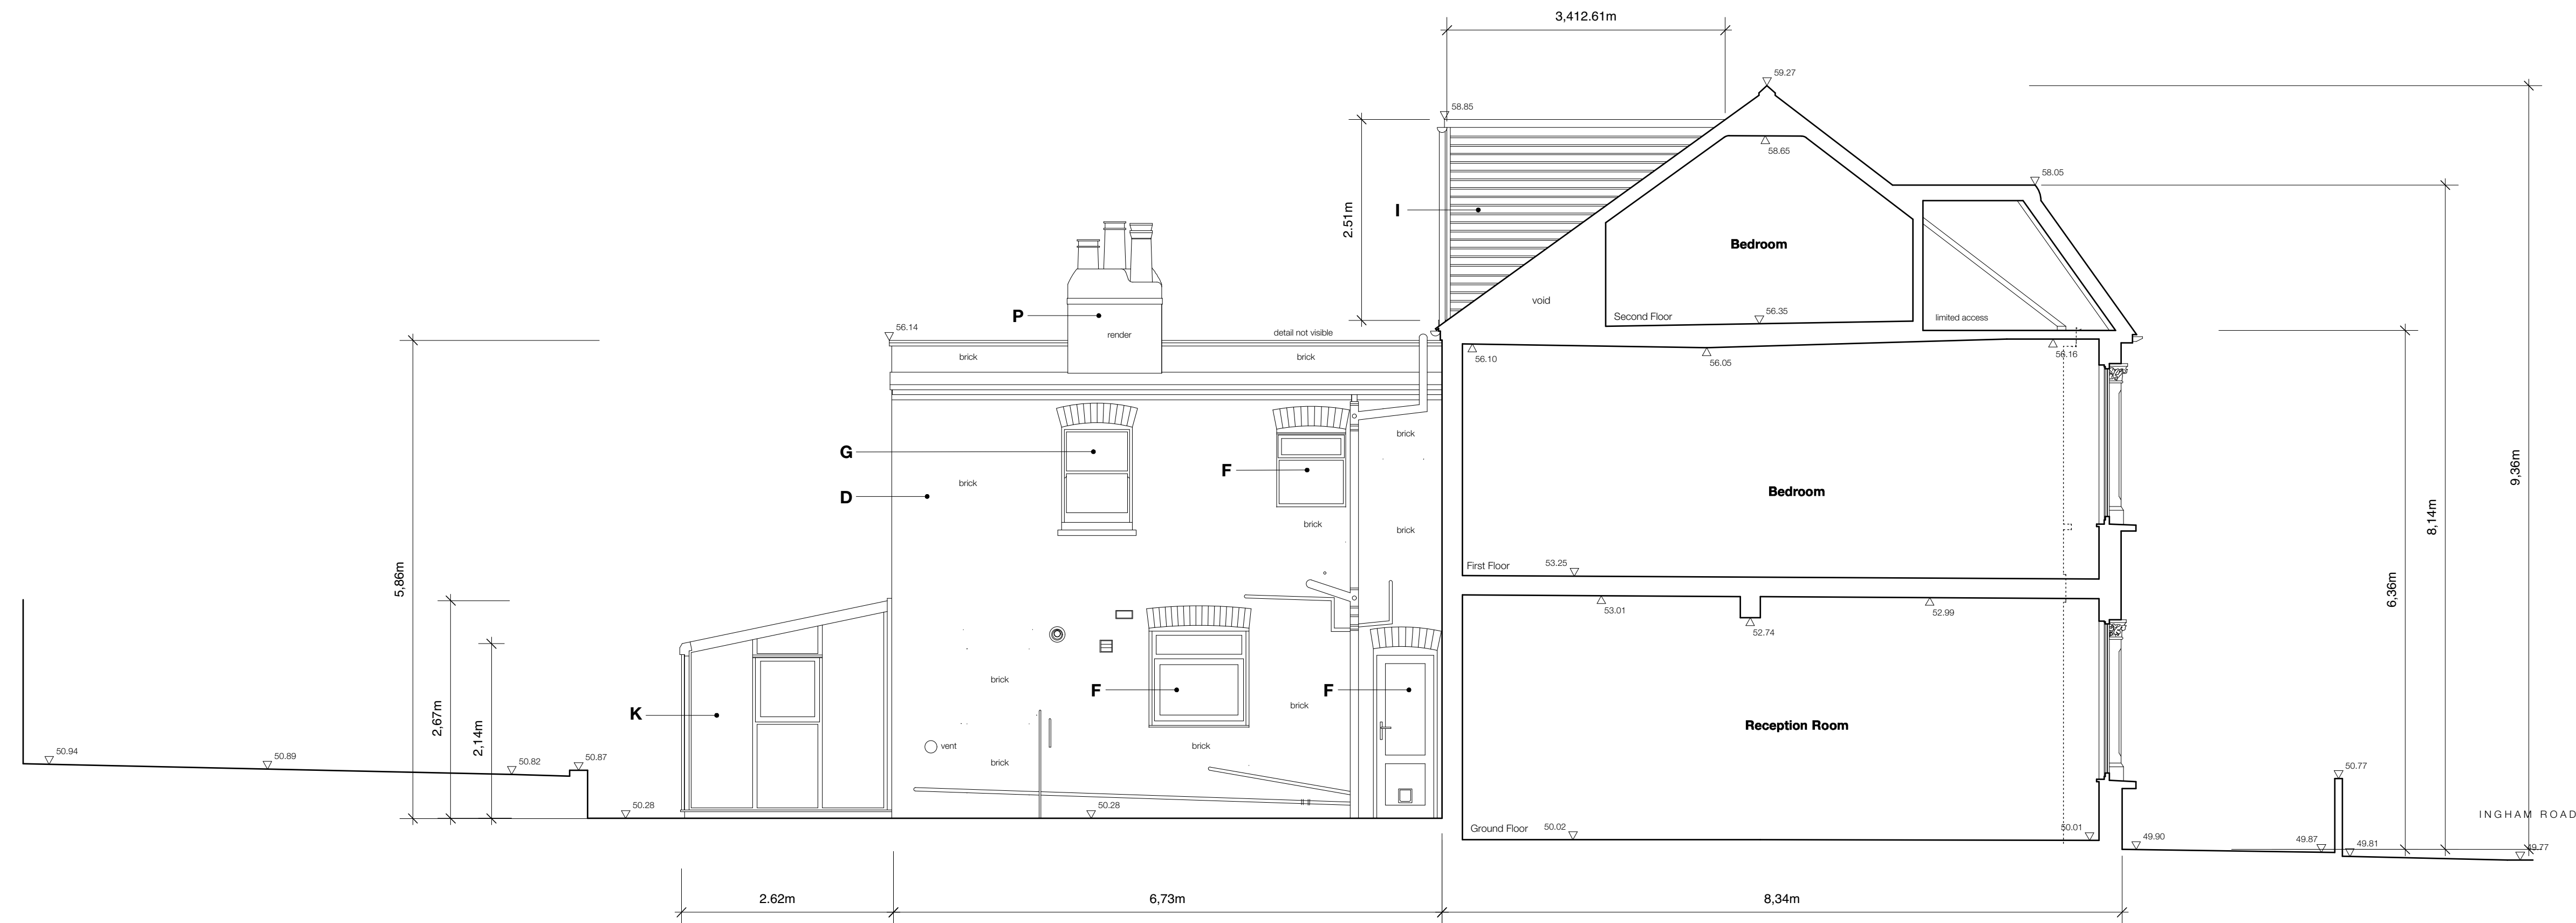 3,412.61m
59.27
58.85
58.65
58.05
2.51m
I
Bedroom
9,36m
P
render
void
Second Floor
56.35
limited access
56.14
detail not visible
brick
brick
56.10
56.05
56.16
G
F
brick
D
brick
Bedroom
8,14m
brick
brick
5,86m
First Floor
53.25
6,36m
53.01
52.99
52.74
2,67m
brick
F
F
K
brick
2,14m
Reception Room
vent
brick
50.94
50.89
50.82
50.87
brick
50.77
50.28
50.28
INGHAM ROAD
Ground Floor
50.02
50.01
49.90
49.87
49.81
49.77
2.62m
6,73m
8,34m